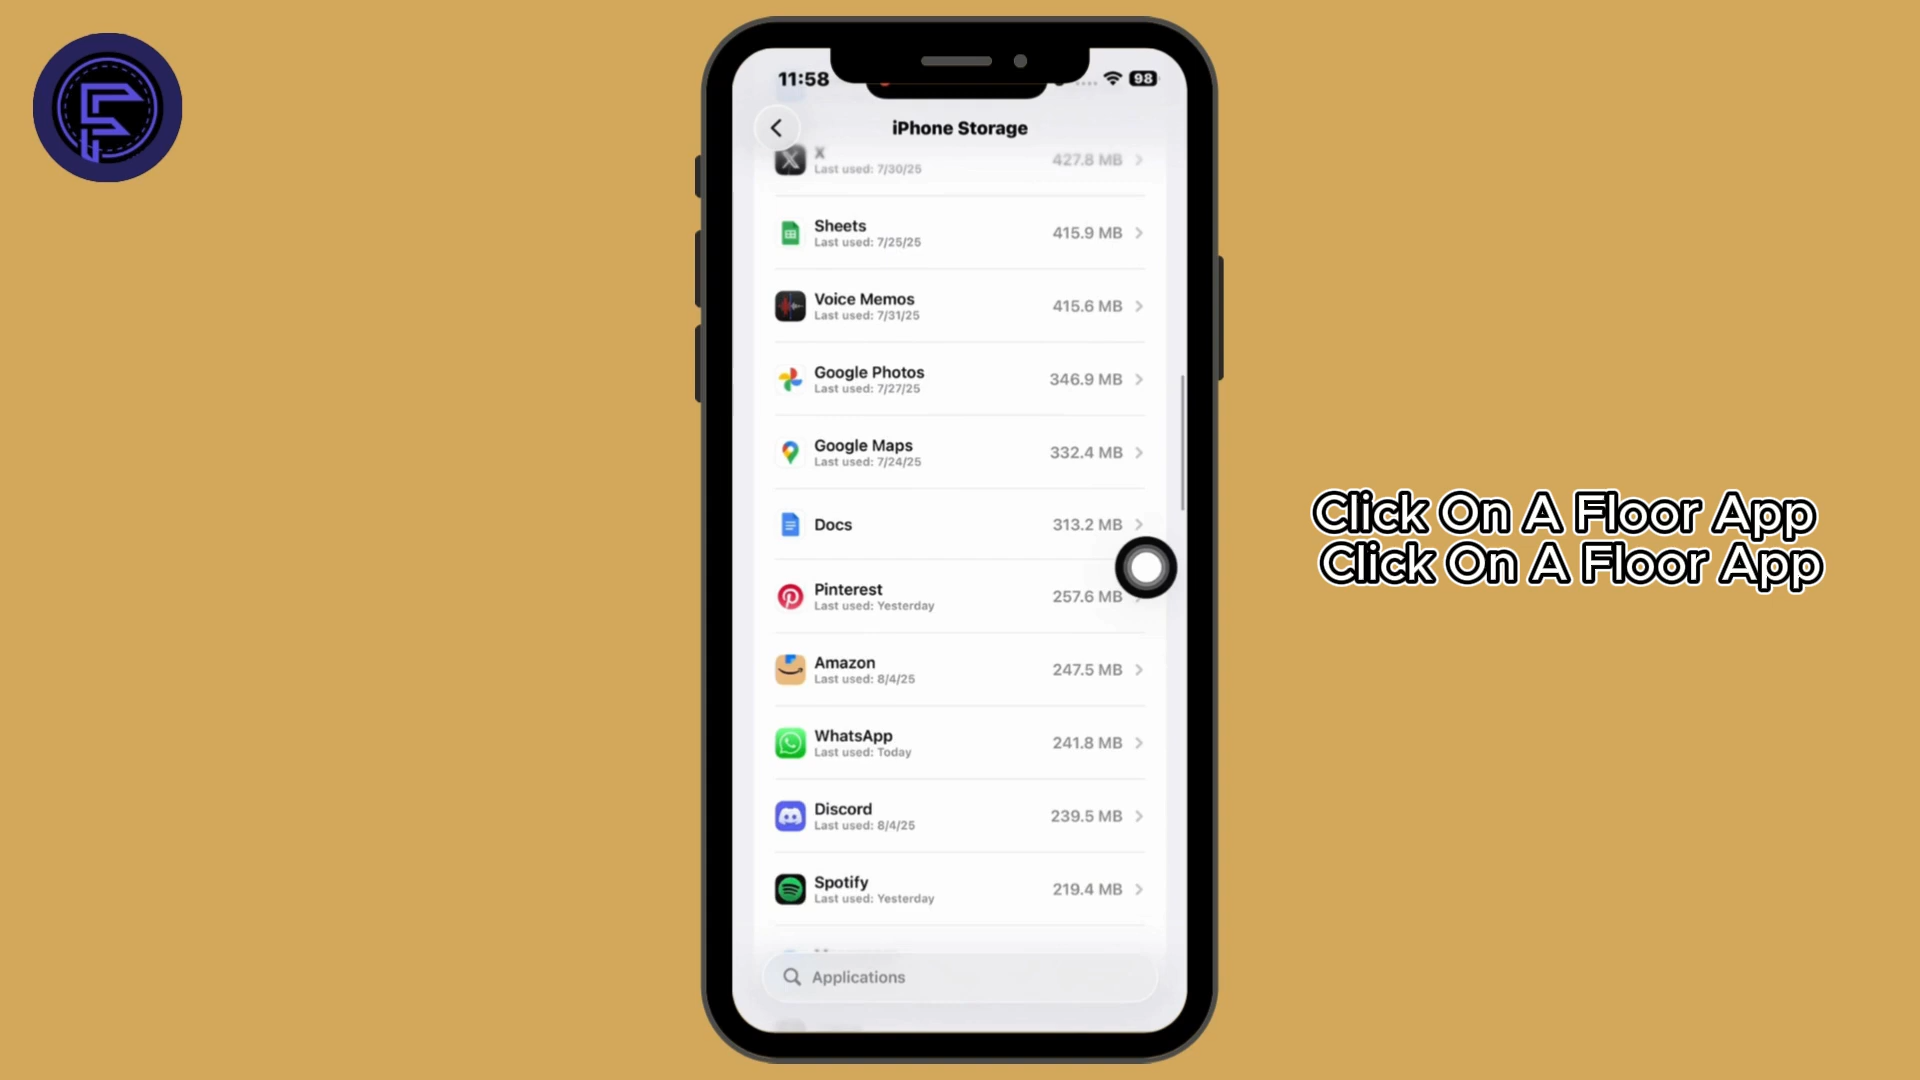 11:58
98
iPhone Storage
X
427.8 MB
Last used: 7/30/25
Sheets
415.9 MB
Last used: 7/25/25
Voice Memos
415.6 MB
Last used: 7/31/25
Google Photos
346.9 MB
Last used: 7/27/25
Google Maps
332.4 MB
Last used: 7/24/25
Docs
313.2 MB
Pinterest
257.6 MB
Last used: Yesterday
Amazon
247.5 MB
Last used: 8/4/25
WhatsApp
241.8 MB
Last used: Today
Discord
239.5 MB
Last used: 8/4/25
Spotify
219.4 MB
Last used: Yesterday
Applications
Click On A Floor App
Click On A Floor App